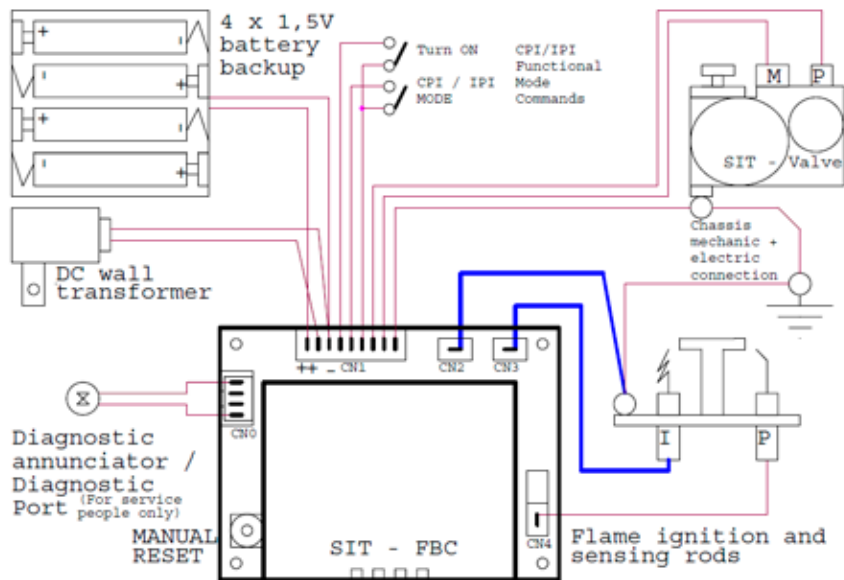 4 x 1,5V
battery
backup
+ -
- +
+ -
- +
Turn ON
CPI / IPI
MODE
CPI/IPI
Functional
Mode
Commands
M
P
SIT - Valve
Chassis
mechanic +
electric
connection
DC wall
transformer
++ -
CN1
CN2
CN3
CN0
Diagnostic
annunciator /
Diagnostic
Port (For service
people only)
MANUAL
RESET
SIT - FBC
CN4
I
P
Flame ignition and
sensing rods